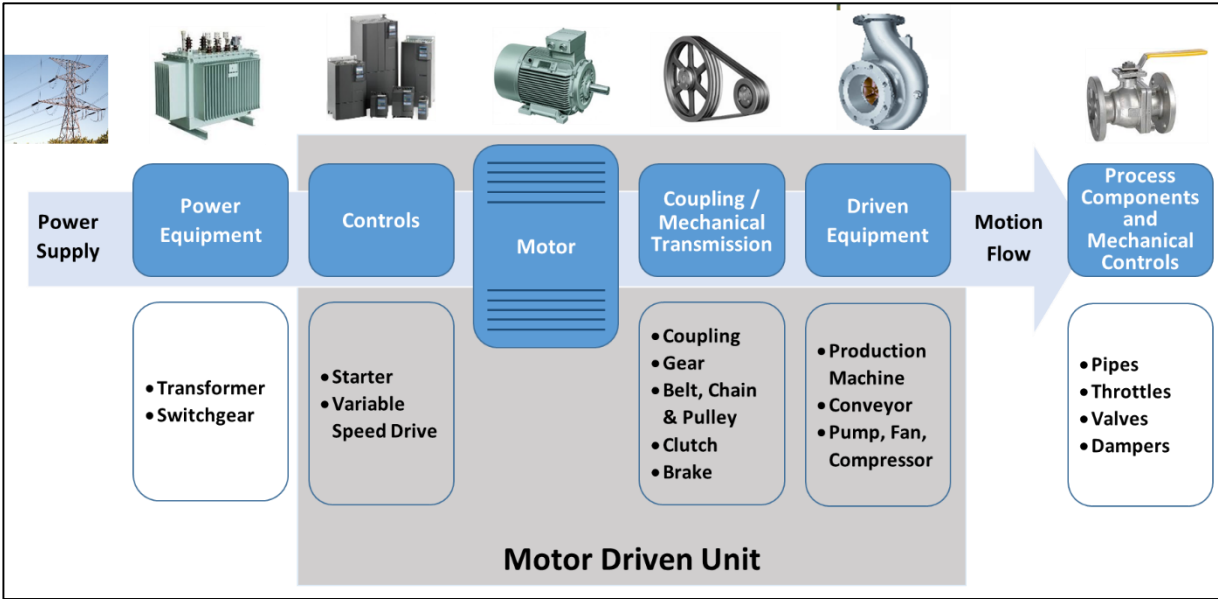 Power
Supply
Power
Equipment
Controls
Motor
Coupling /
Mechanical
Transmission
Driven
Equipment
Motion
Flow
Process
Components
and
Mechanical
Controls
• Transformer
• Switchgear
• Starter
• Variable
Speed Drive
• Coupling
• Gear
• Belt, Chain
& Pulley
• Clutch
• Brake
• Production
Machine
• Conveyor
• Pump, Fan,
Compressor
• Pipes
• Throttles
• Valves
• Dampers
Motor Driven Unit